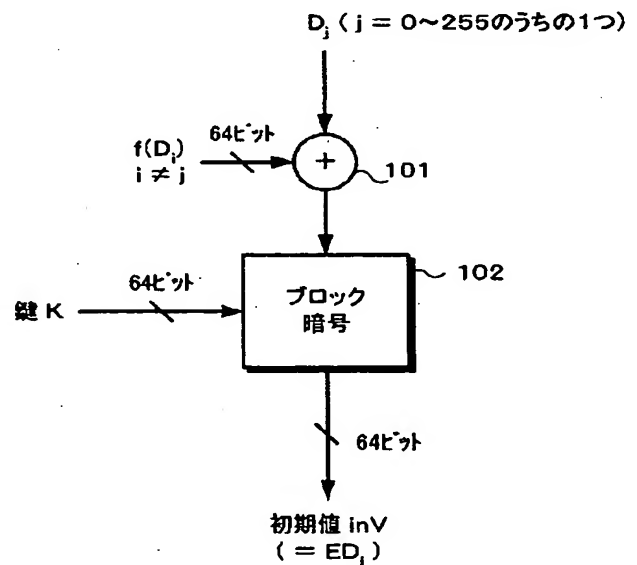 Dj ( j = 0～255のうちの1つ)
64ビット
f(Di)
i ≠ j
+
101
102
64ビット
鍵 K
ブロック
暗号
64ビット
初期値 inV
( = EDj )